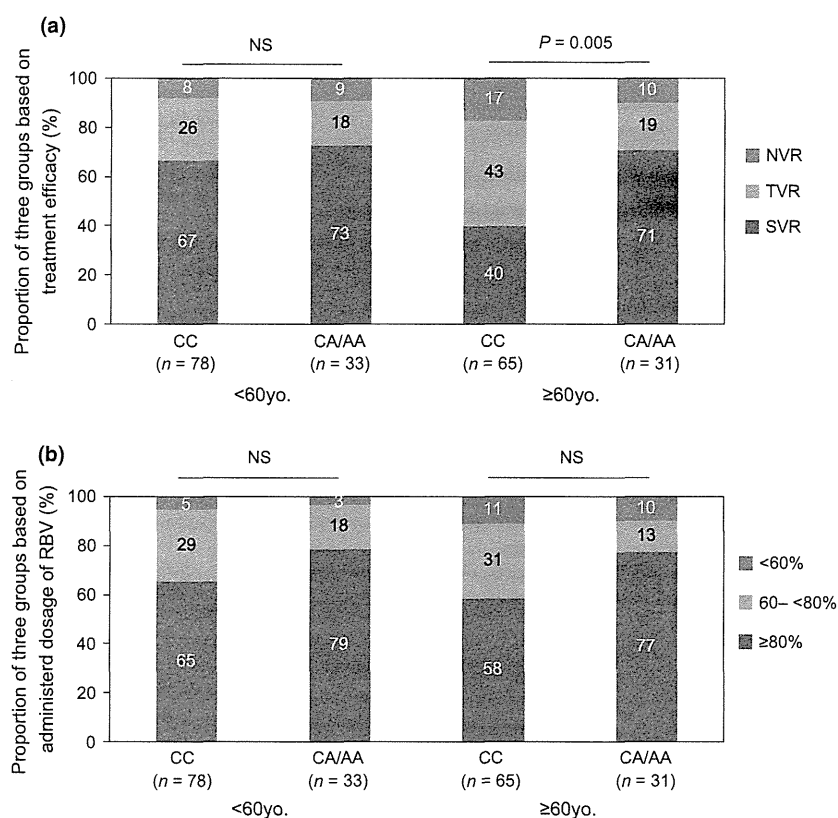 (a)
NS
P = 0.005
Proportion of three groups based on
treatment efficacy (%)
100
80
60
40
20
0
8
26
67
9
18
73
17
43
40
10
19
71
NVR
TVR
SVR
CC
(n = 78)
CA/AA
(n = 33)
CC
(n = 65)
CA/AA
(n = 31)
<60yo.
≥60yo.
(b)
NS
NS
Proportion of three groups based on
administerd dosage of RBV (%)
100
80
60
40
20
0
5
29
65
3
18
79
11
31
58
10
13
77
<60%
60– <80%
≥80%
CC
(n = 78)
CA/AA
(n = 33)
CC
(n = 65)
CA/AA
(n = 31)
<60yo.
≥60yo.